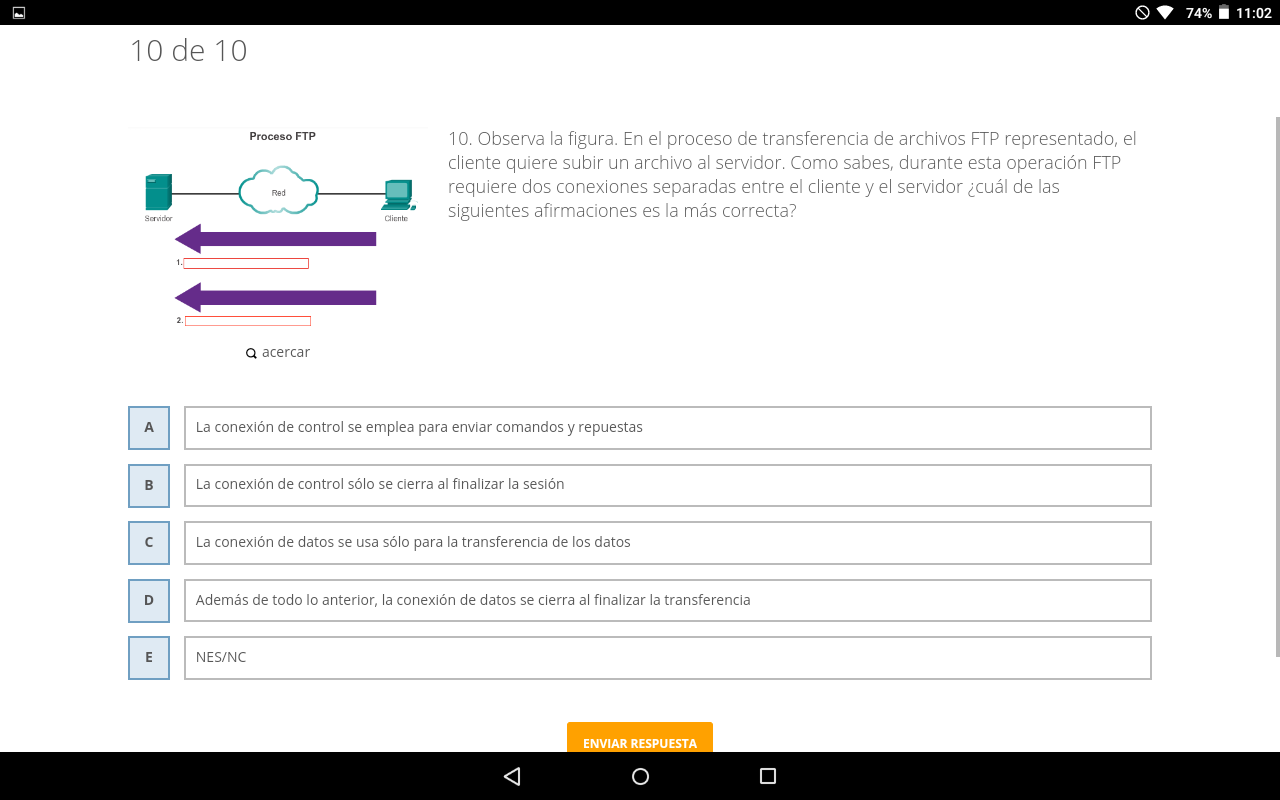 74% 11:02
10 de 10
Proceso FTP
Red
Servidor
Cliente
1.
2.
acercar
10. Observa la figura. En el proceso de transferencia de archivos FTP representado, el
cliente quiere subir un archivo al servidor. Como sabes, durante esta operación FTP
requiere dos conexiones separadas entre el cliente y el servidor ¿cuál de las
siguientes afirmaciones es la más correcta?
A La conexión de control se emplea para enviar comandos y repuestas
B La conexión de control sólo se cierra al finalizar la sesión
C La conexión de datos se usa sólo para la transferencia de los datos
D Además de todo lo anterior, la conexión de datos se cierra al finalizar la transferencia
E NES/NC
ENVIAR RESPUESTA